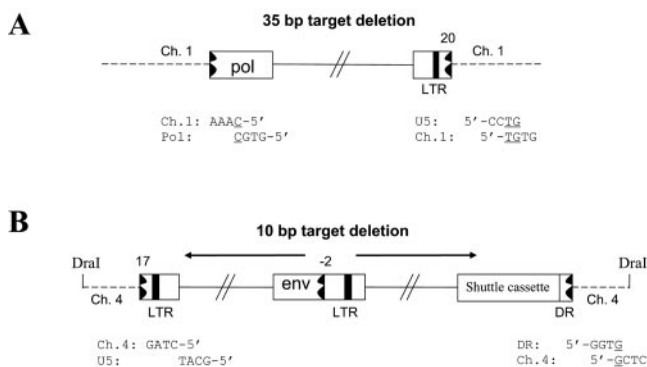 A
35 bp target deletion
20
Ch. 1
pol
Ch. 1
LTR
Ch.1: AAAC-5'
Pol: CGTG-5'
U5: 5'-CCTG
Ch.1: 5'-TGTG
B
10 bp target deletion
DraI
17
-2
DraI
env
Shuttle cassette
Ch. 4
LTR
LTR
DR
Ch. 4
Ch.4: GATC-5'
U5: TACG-5'
DR: 5'-GGTG
Ch.4: 5'-GCTC